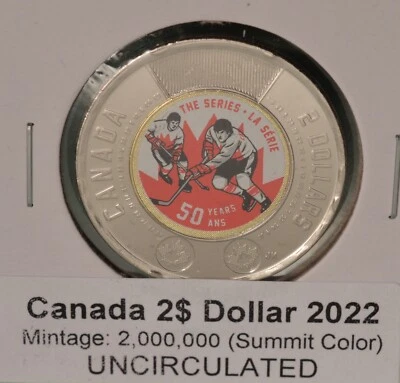 THE SERIES · LA SÉRIE
CANADA
2 DOLLARS
50 YEARS
ANS
Canada 2$ Dollar 2022
Mintage: 2,000,000 (Summit Color)
UNCIRCULATED